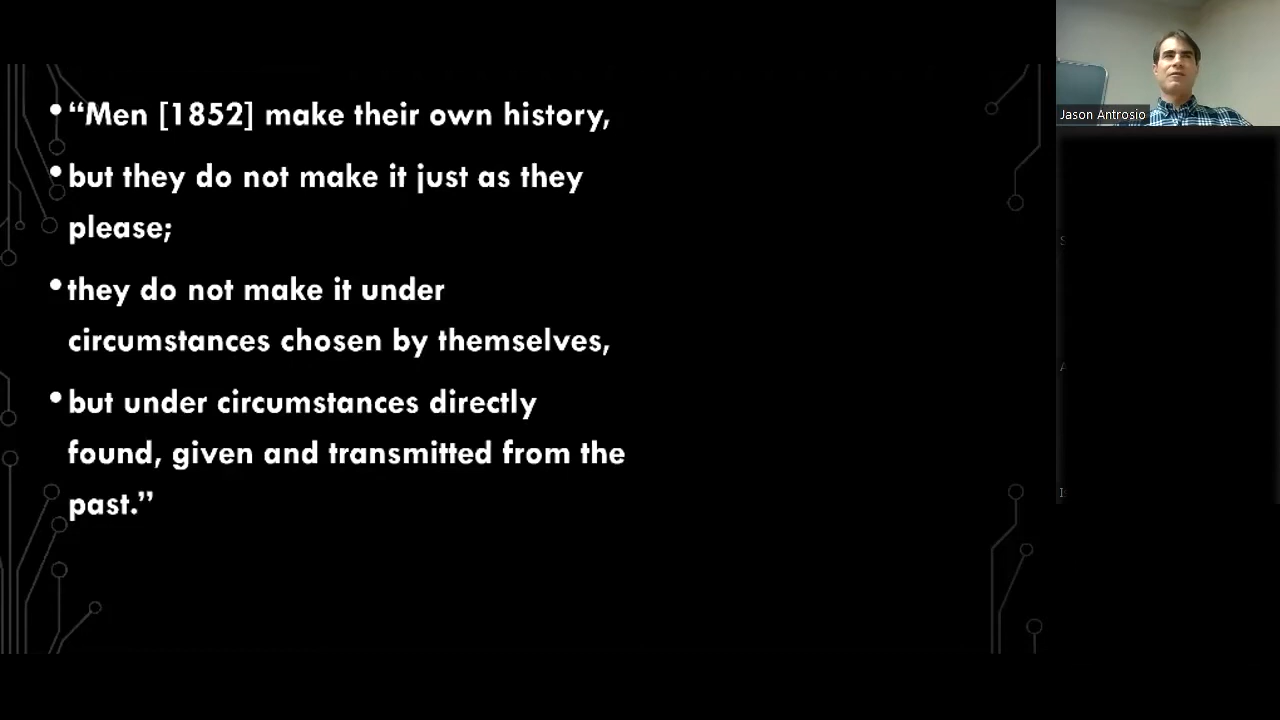 • “Men [1852] make their own history,
• but they do not make it just as they
please;
• they do not make it under
circumstances chosen by themselves,
• but under circumstances directly
found, given and transmitted from the
past.”
Jason Antrosio
S
A